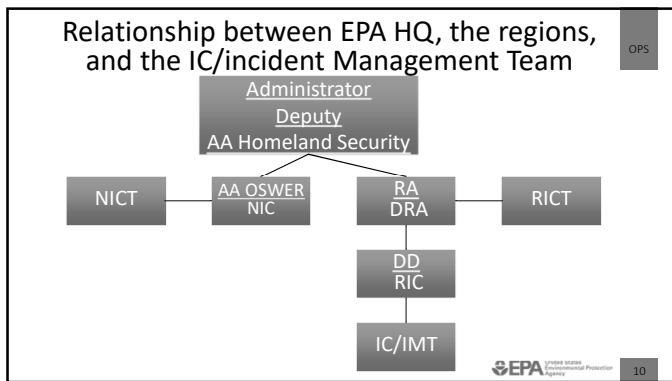 Relationship between EPA HQ, the regions,
and the IC/incident Management Team
OPS
Administrator
Deputy
AA Homeland Security
NICT
AA OSWER
NIC
RA
DRA
RICT
DD
RIC
IC/IMT
EPA
United States
Environmental Protection
Agency
10